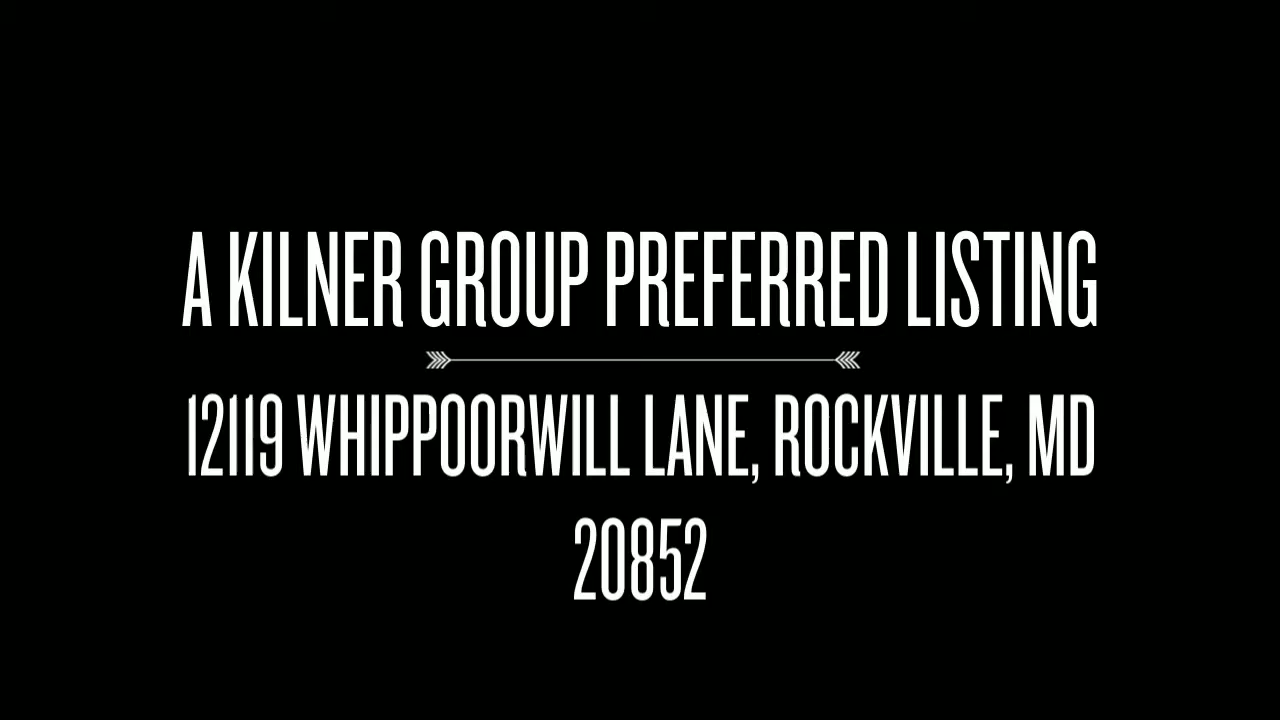 A KILNER GROUP PREFERRED LISTING
12119 WHIPPOORWILL LANE, ROCKVILLE, MD
20852